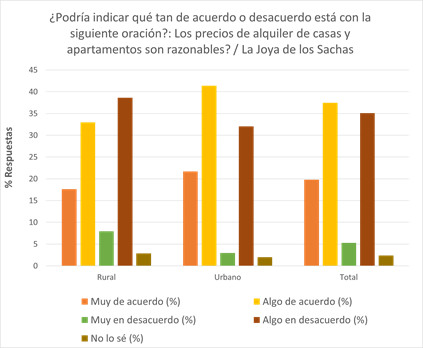 ¿Podría indicar qué tan de acuerdo o desacuerdo está con la
siguiente oración?: Los precios de alquiler de casas y
apartamentos son razonables? / La Joya de los Sachas
% Respuestas
45
40
35
30
25
20
15
10
5
0
Rural Urbano Total
Muy de acuerdo (%) Algo de acuerdo (%)
Muy en desacuerdo (%) Algo en desacuerdo (%)
No lo sé (%)